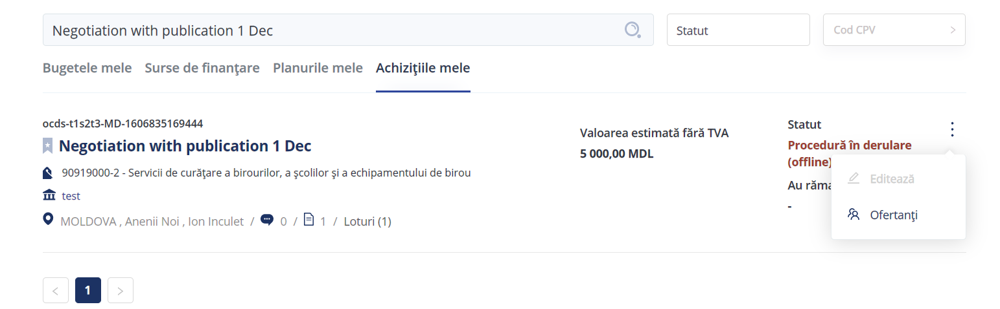 Negotiation with publication 1 Dec
Statut
Cod CPV
Bugetele mele Surse de finanţare Planurile mele Achiziţiile mele
ocds-t1s2t3-MD-1606835169444
Negotiation with publication 1 Dec
90919000-2 - Servicii de curăţare a birourilor, a şcolilor şi a echipamentului de birou
test
MOLDOVA , Anenii Noi , Ion Inculet / 0 / 1 / Loturi (1)
Valoarea estimată fără TVA
5 000,00 MDL
Statut
Procedură în derulare
(offline)
Au
-
Editează
Ofertanţi
< 1 >